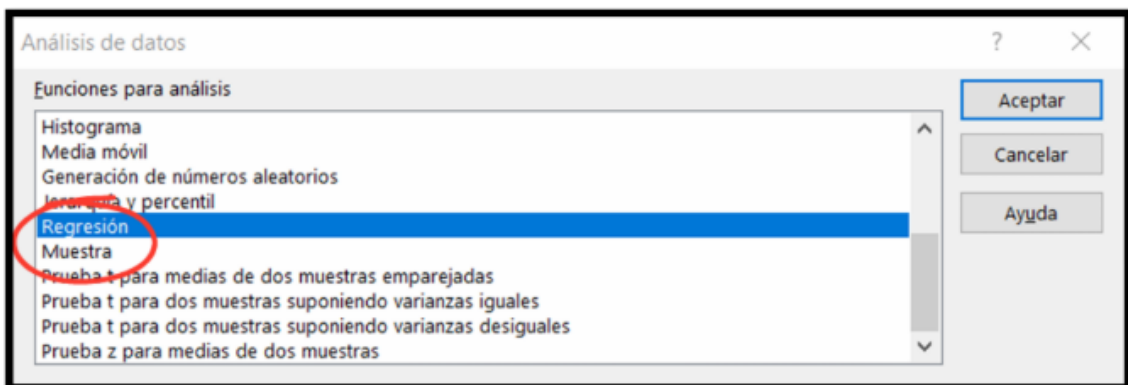 Análisis de datos
? ×
Funciones para análisis
Histograma
Media móvil
Generación de números aleatorios
Jerarquía y percentil
Regresión
Muestra
Prueba t para medias de dos muestras emparejadas
Prueba t para dos muestras suponiendo varianzas iguales
Prueba t para dos muestras suponiendo varianzas desiguales
Prueba z para medias de dos muestras
Aceptar
Cancelar
Ayuda